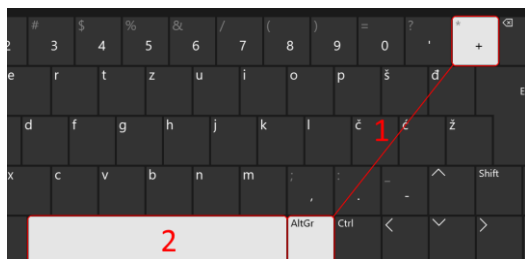 # $ % & / ( ) = ? *
2 3 4 5 6 7 8 9 0 ' +
e r t z u i o p š đ E
d f g h j k l č 1 ć ž
x c v b n m ; , : . _ - Shift
2 AltGr Ctrl